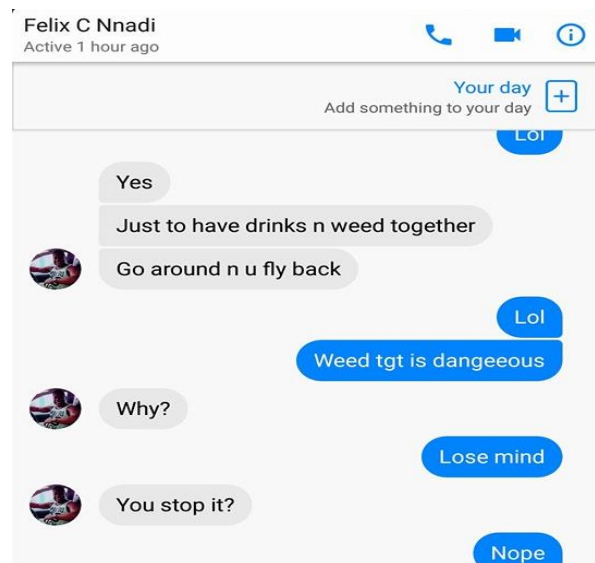 Felix C Nnadi
Active 1 hour ago
Your day
Add something to your day
Lol
Yes
Just to have drinks n weed together
Go around n u fly back
Lol
Weed tgt is dangeeous
Why?
Lose mind
You stop it?
Nope